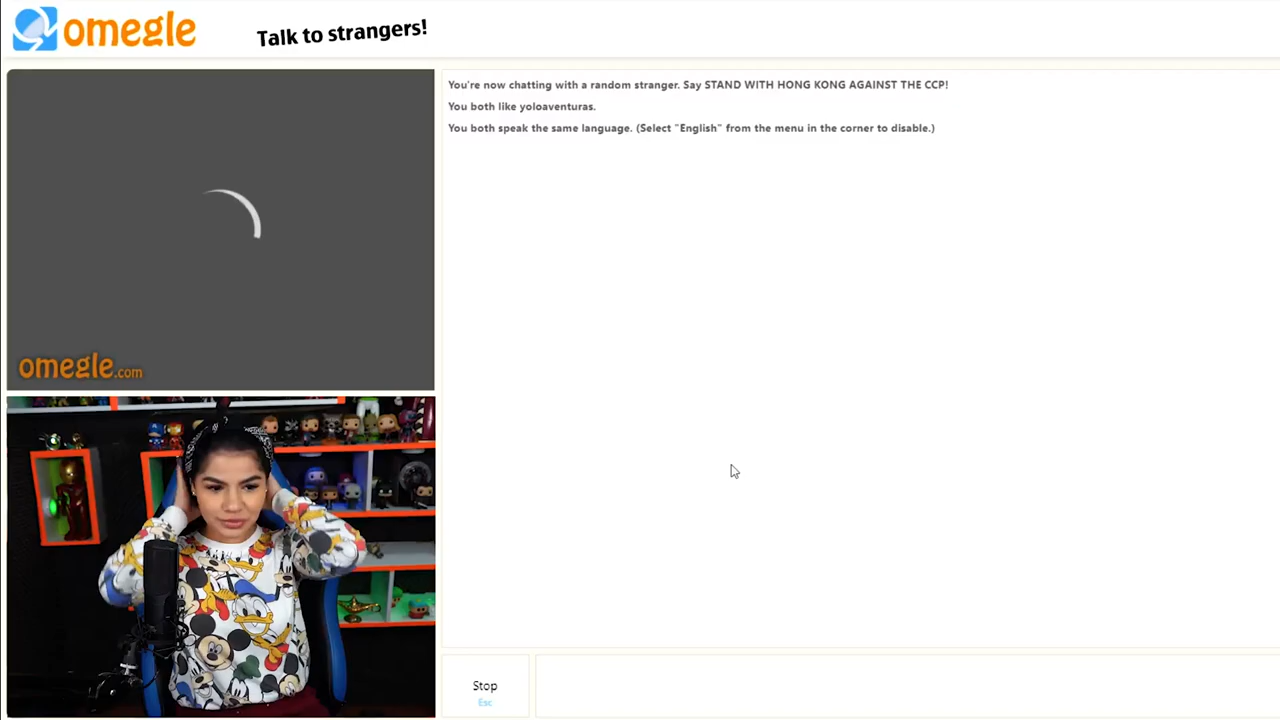 omegle
Talk to strangers!
You're now chatting with a random stranger. Say STAND WITH HONG KONG AGAINST THE CCP!
You both like yoloaventuras.
You both speak the same language. (Select "English" from the menu in the corner to disable.)
omegle.com
Stop
Esc